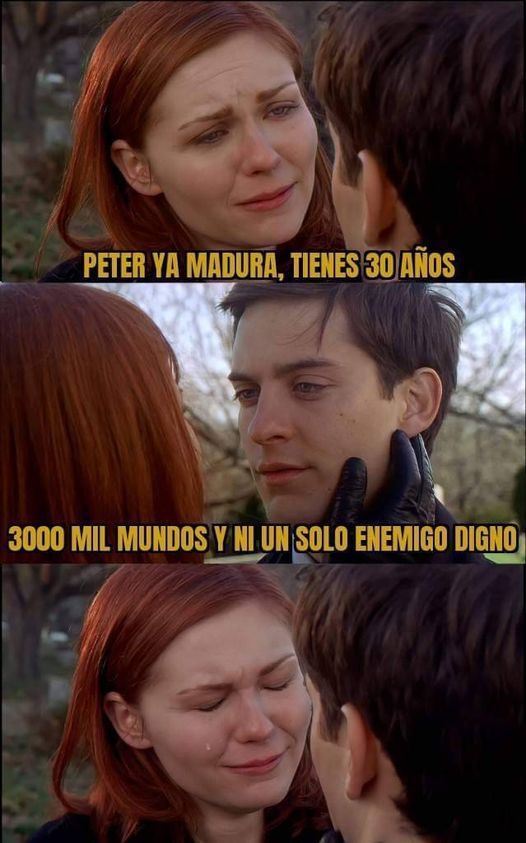 PETER YA MADURA, TIENES 30 AÑOS
3000 MIL MUNDOS Y NI UN SOLO ENEMIGO DIGNO